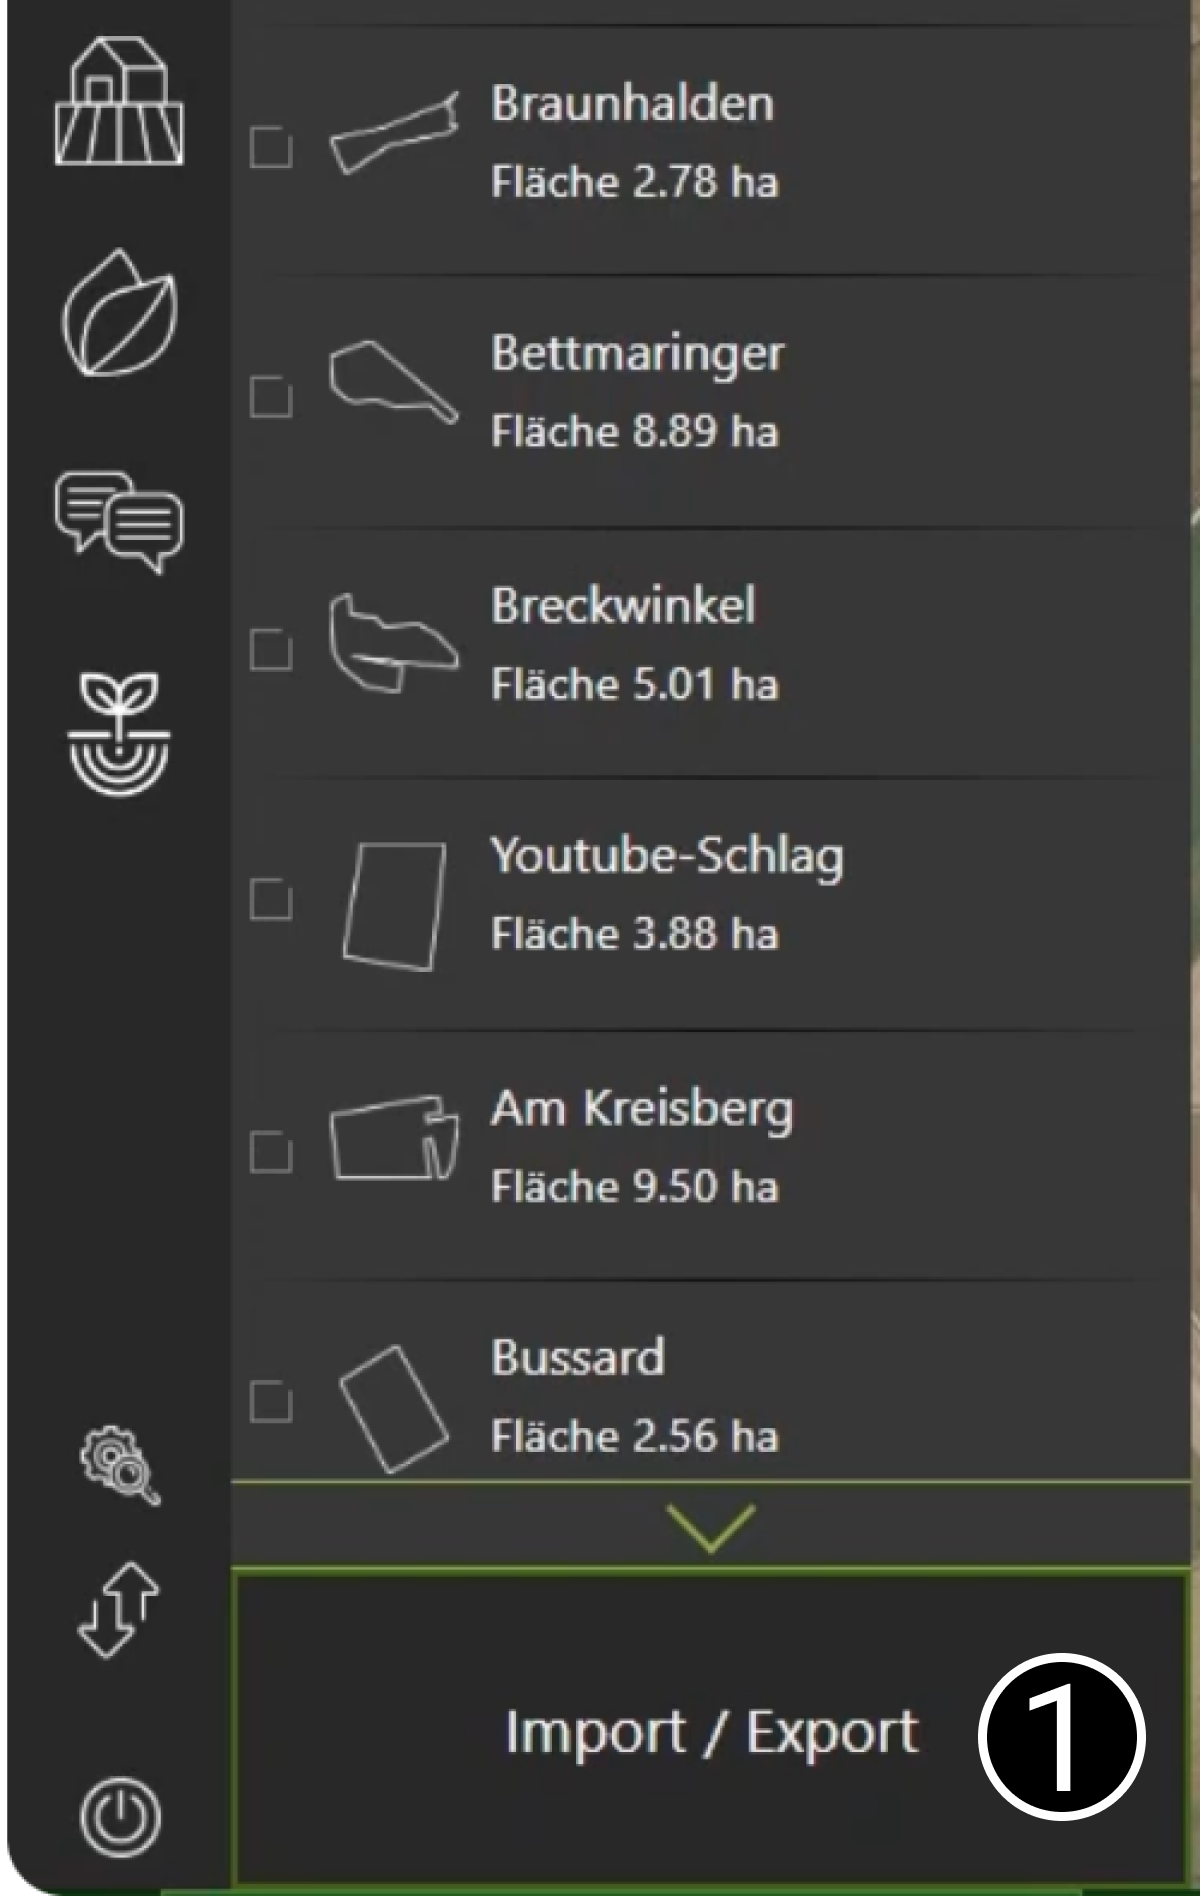 Braunhalden
Fläche 2.78 ha
Bettmaringer
Fläche 8.89 ha
Breckwinkel
Fläche 5.01 ha
Youtube-Schlag
Fläche 3.88 ha
Am Kreisberg
Fläche 9.50 ha
Bussard
Fläche 2.56 ha
Import / Export
1